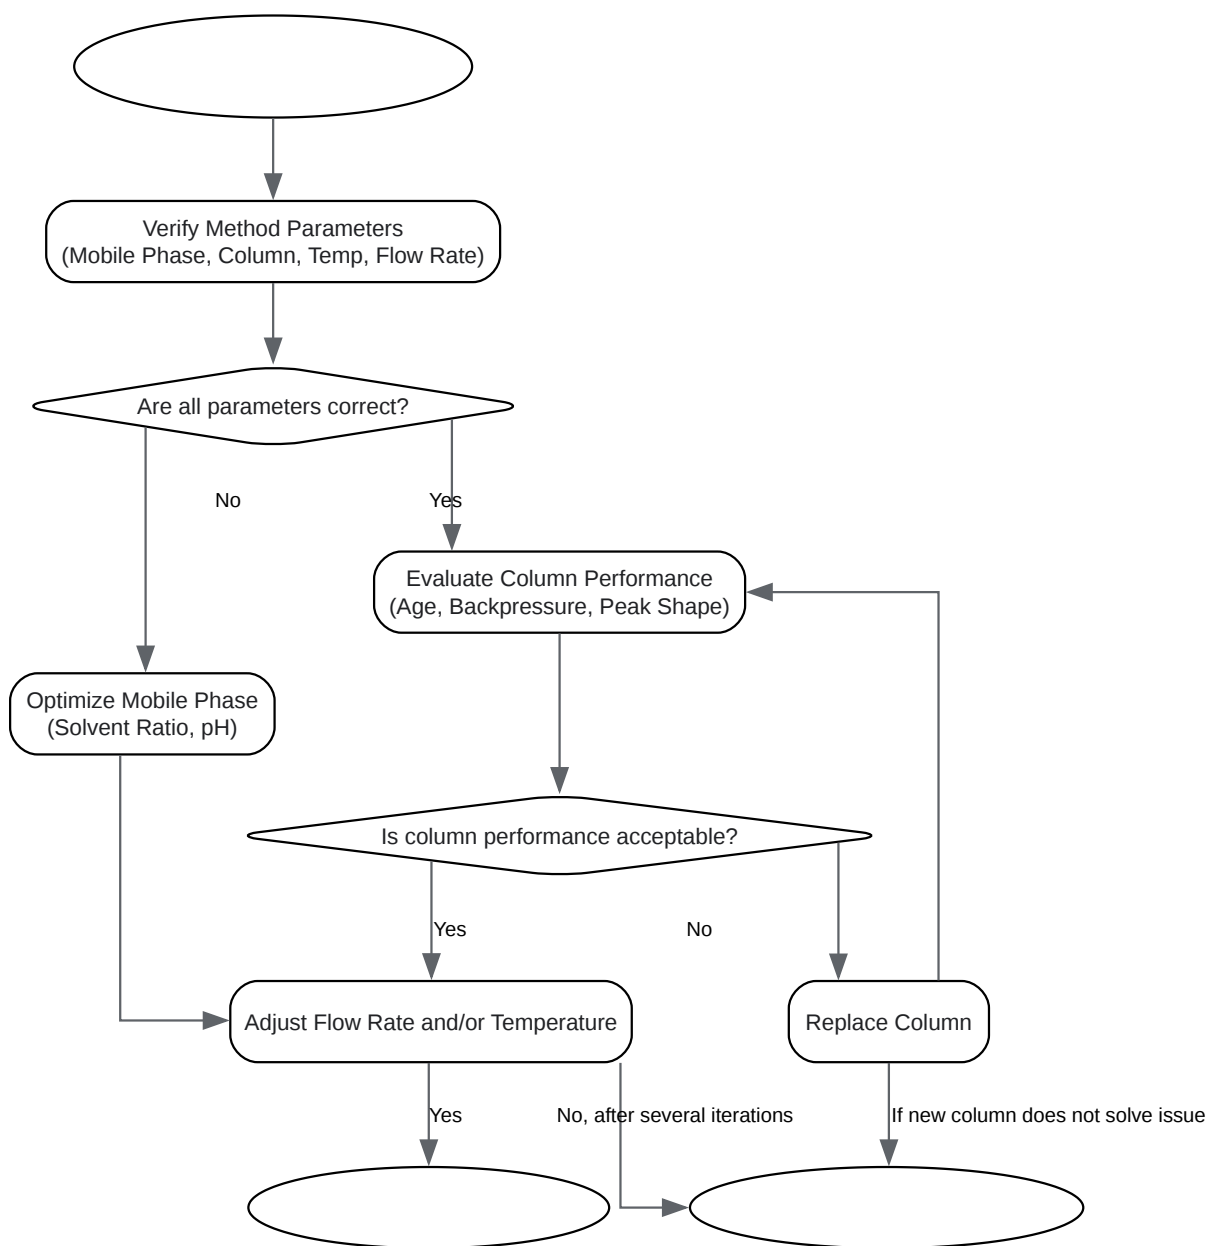 Verify Method Parameters
(Mobile Phase, Column, Temp, Flow Rate)
Are all parameters correct?
No
Yes
Evaluate Column Performance
(Age, Backpressure, Peak Shape)
Optimize Mobile Phase
(Solvent Ratio, pH)
Is column performance acceptable?
Yes
No
Adjust Flow Rate and/or Temperature
Replace Column
Yes
No, after several iterations
If new column does not solve issue